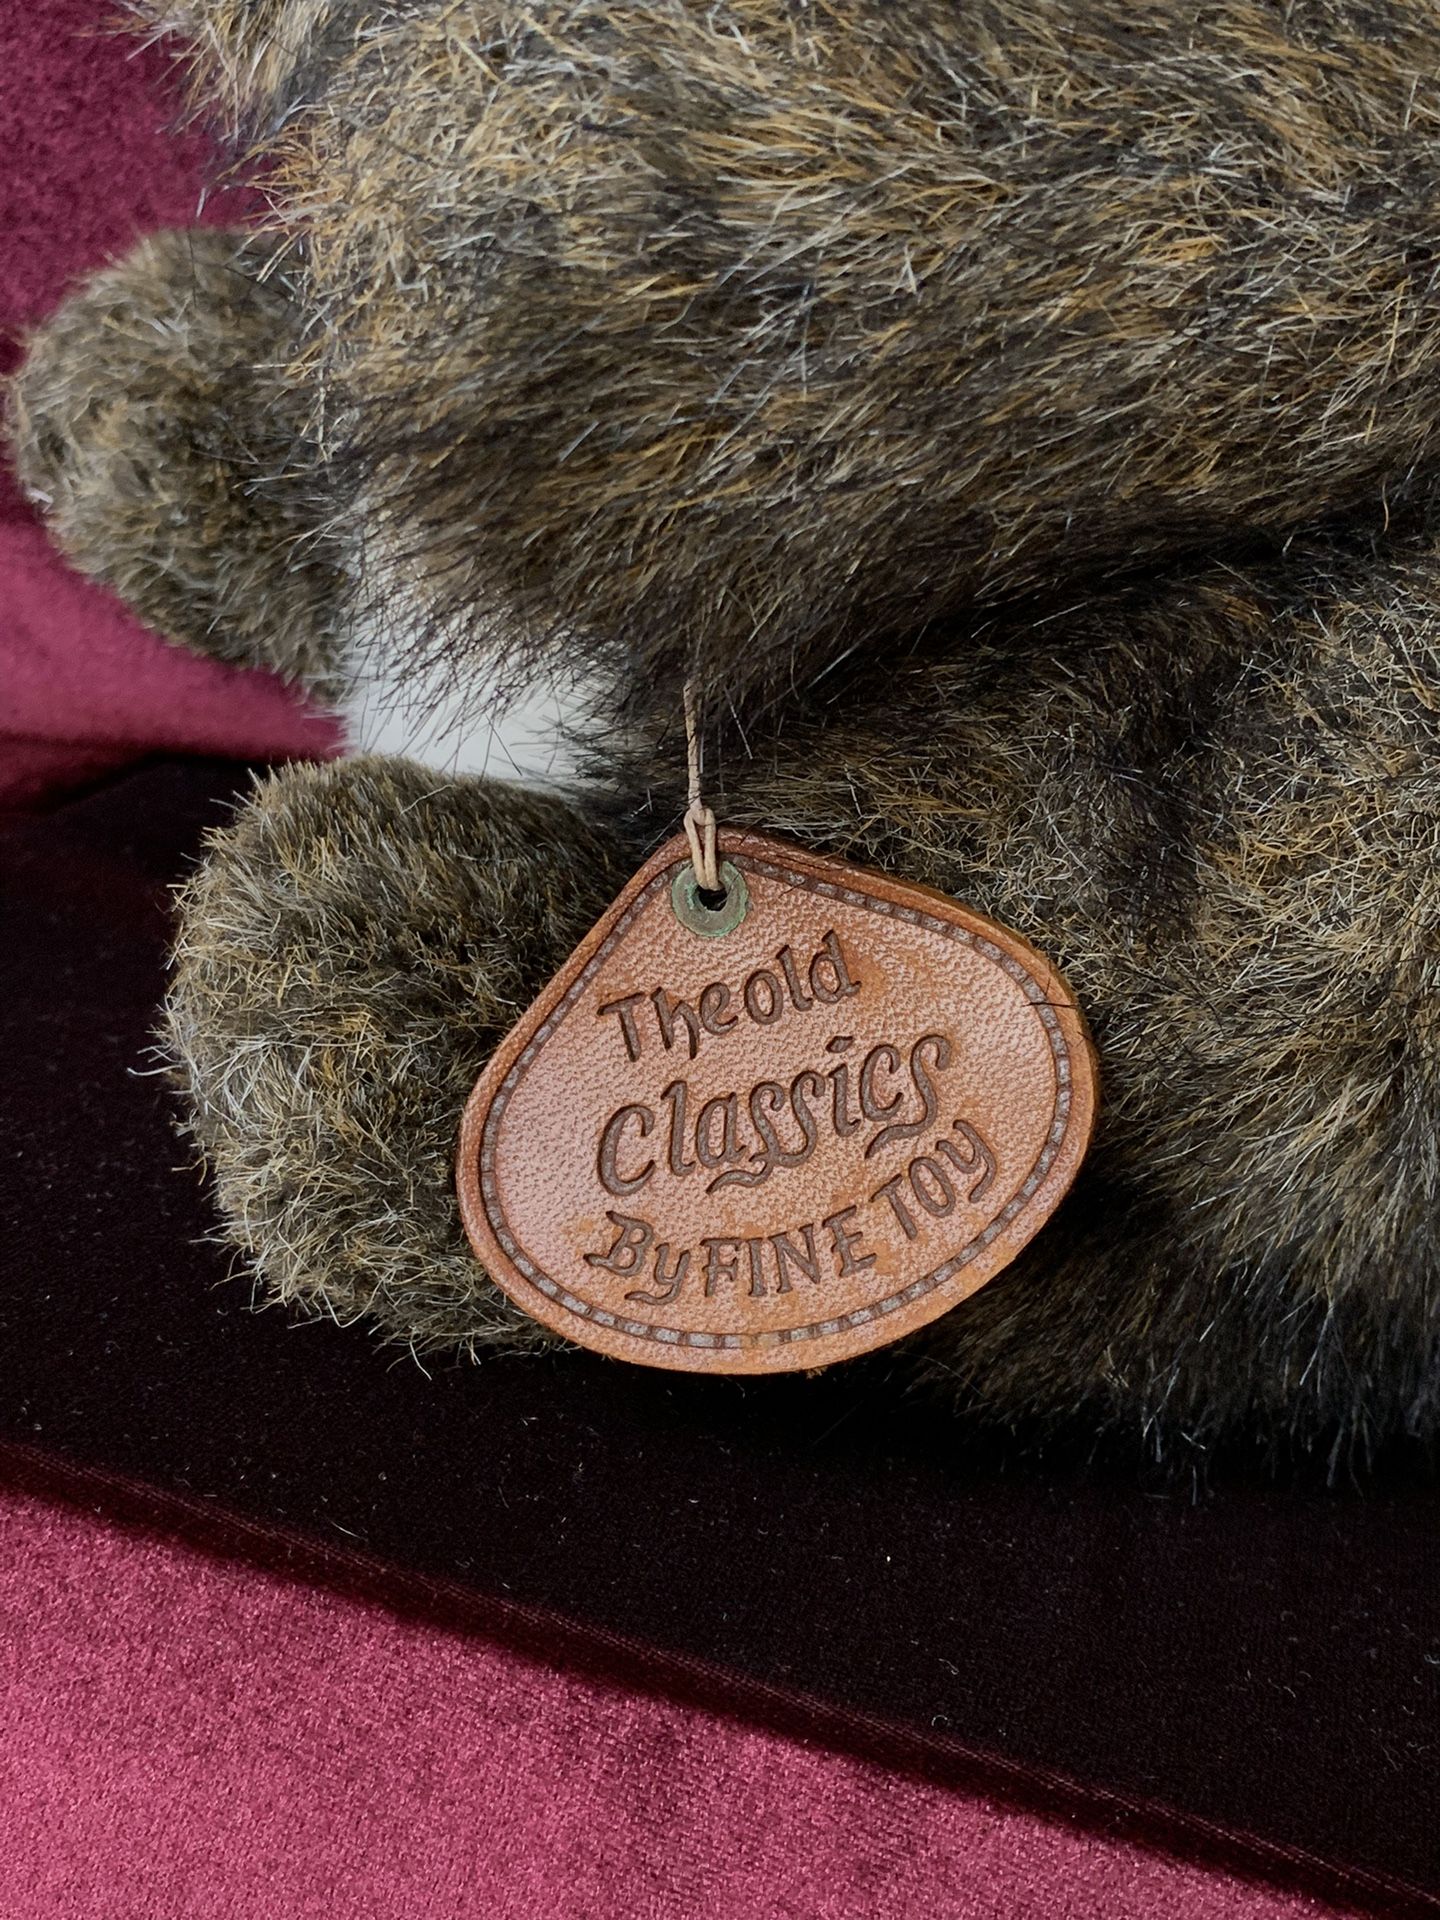 The old
Classics
By FINE TOY